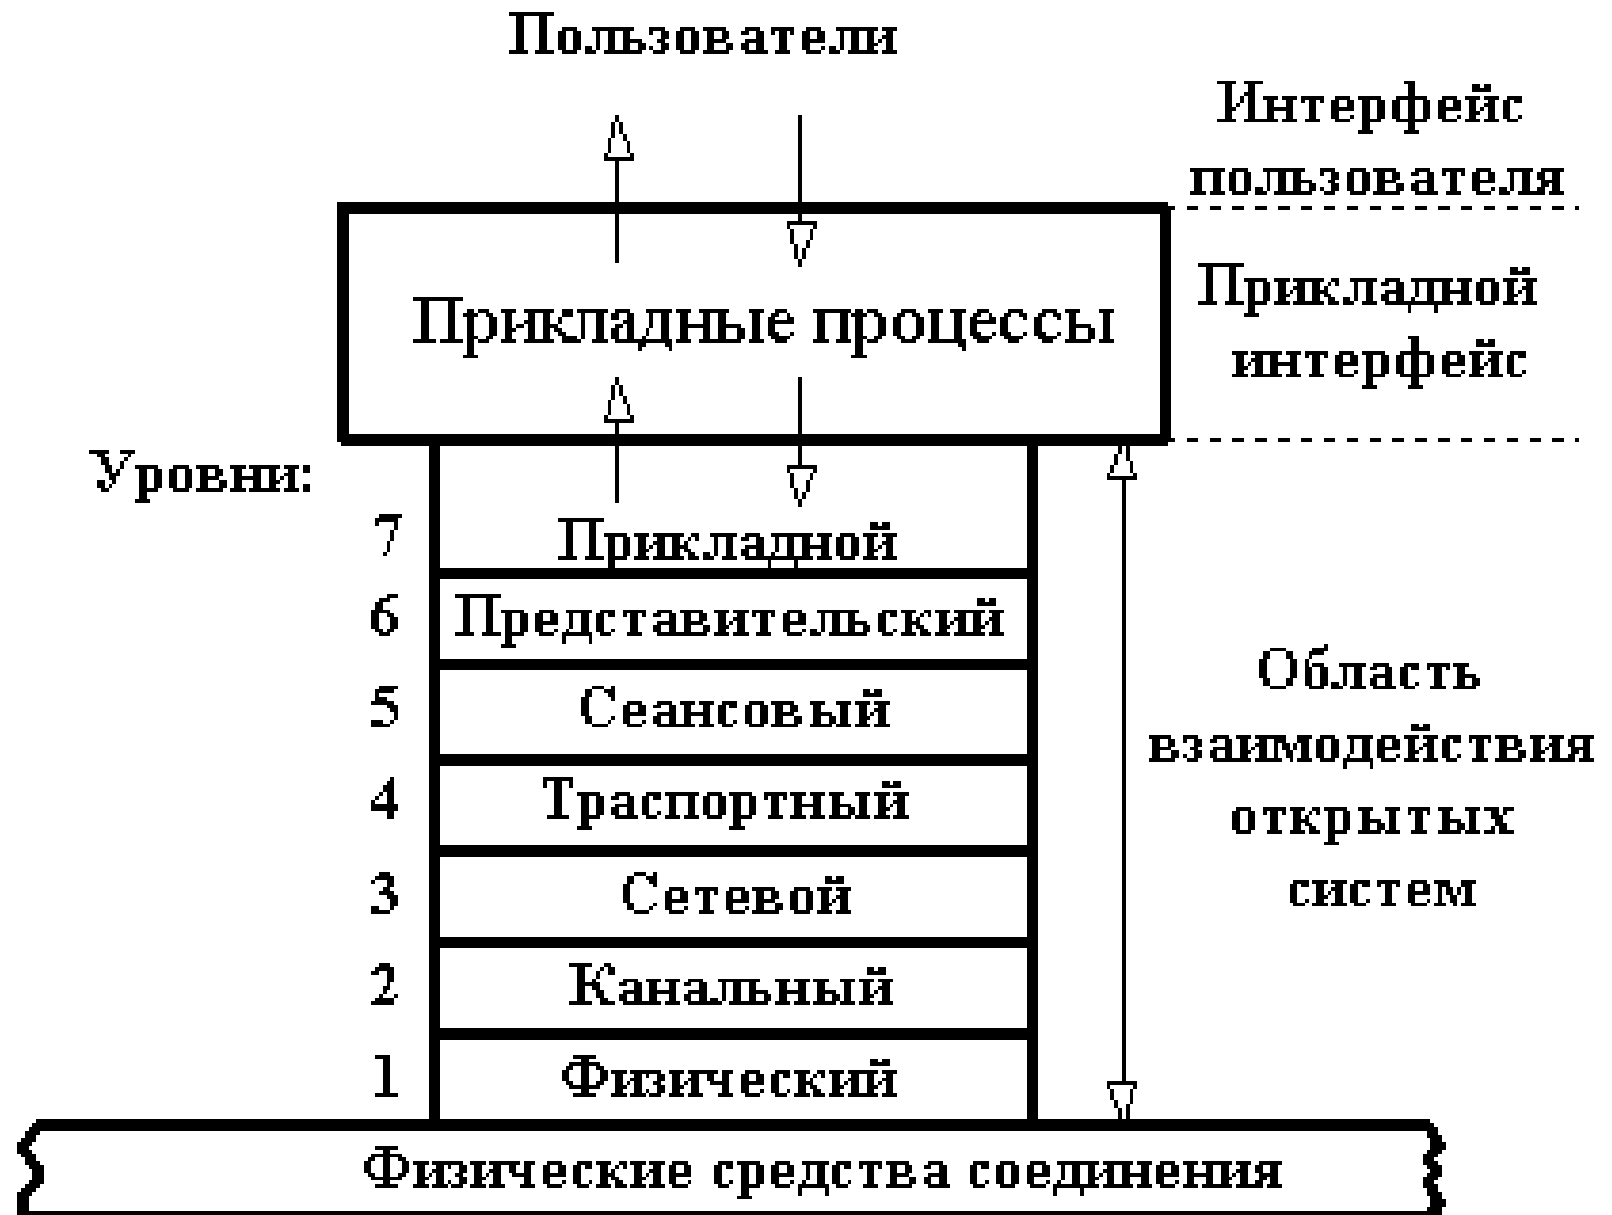 Пользователи
Интерфейс
пользователя
Прикладные процессы
Прикладной
интерфейс
Уровни:
7 Прикладной
6 Представительский
5 Сеансовый
4 Траспортный
3 Сетевой
2 Канальный
1 Физический
Область
взаимодействия
открытых
систем
Физические средства соединения